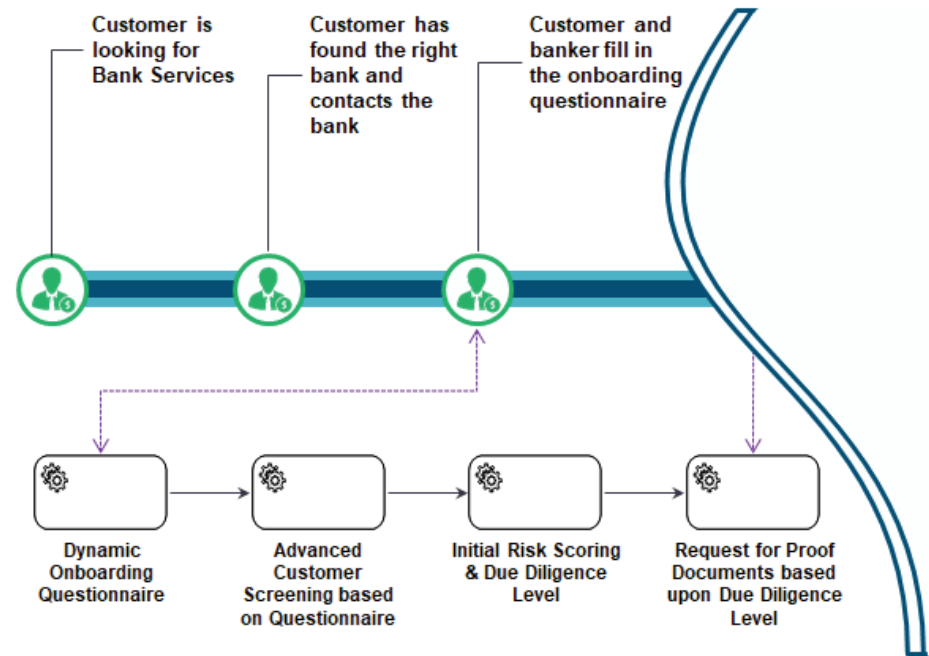 Customer is
looking for
Bank Services
Customer has
found the right
bank and
contacts the
bank
Customer and
banker fill in
the onboarding
questionnaire
$
$
$
Dynamic
Onboarding
Questionnaire
Advanced
Customer
Screening based
on Questionnaire
Initial Risk Scoring
& Due Diligence
Level
Request for Proof
Documents based
upon Due Diligence
Level